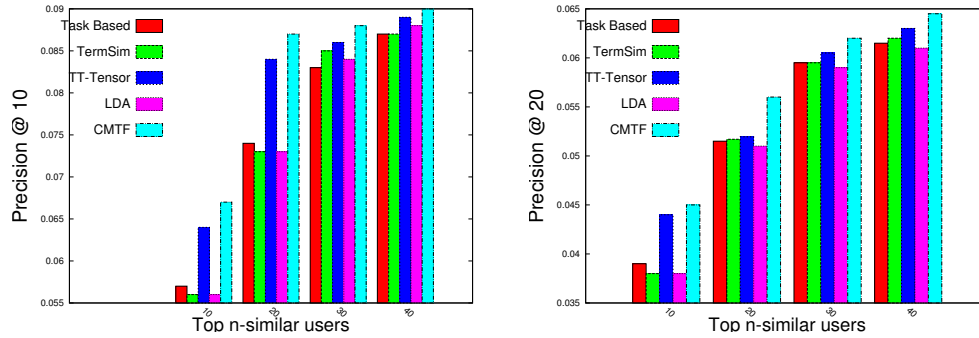 Precision @ 10
0.09
0.085
0.08
0.075
0.07
0.065
0.06
0.055
Task Based
TermSim
TT-Tensor
LDA
CMTF
10
20
30
40
Top n-similar users
Precision @ 20
0.065
0.06
0.055
0.05
0.045
0.04
0.035
Task Based
TermSim
TT-Tensor
LDA
CMTF
10
20
30
40
Top n-similar users